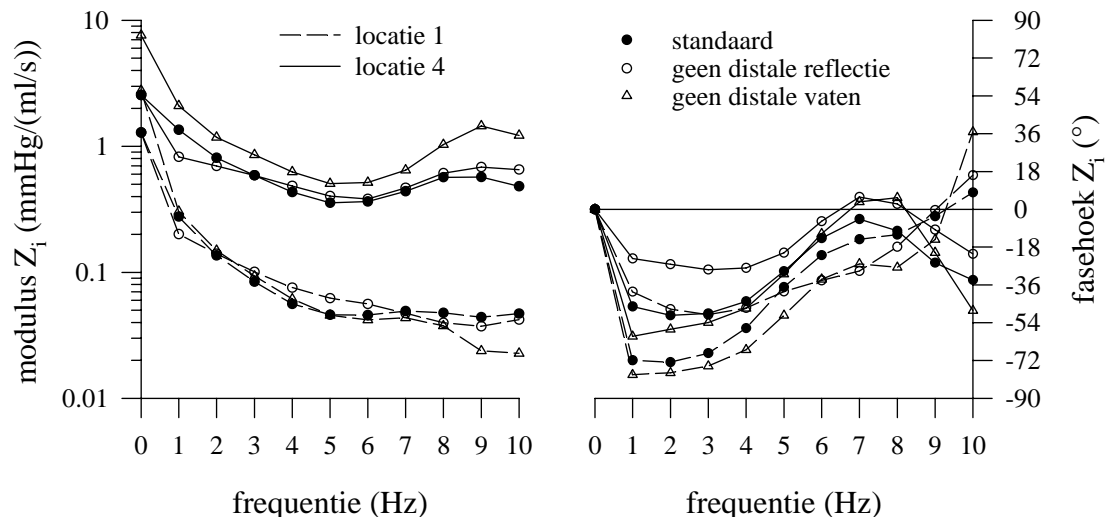 modulus Z_i (mmHg/(ml/s))
10
1
0.1
0.01
locatie 1
locatie 4
0 1 2 3 4 5 6 7 8 9 10
frequentie (Hz)
standaard
geen distale reflectie
geen distale vaten
90
72
54
36
18
0
-18
-36
-54
-72
-90
fasehoek Z_i (°)
0 1 2 3 4 5 6 7 8 9 10
frequentie (Hz)